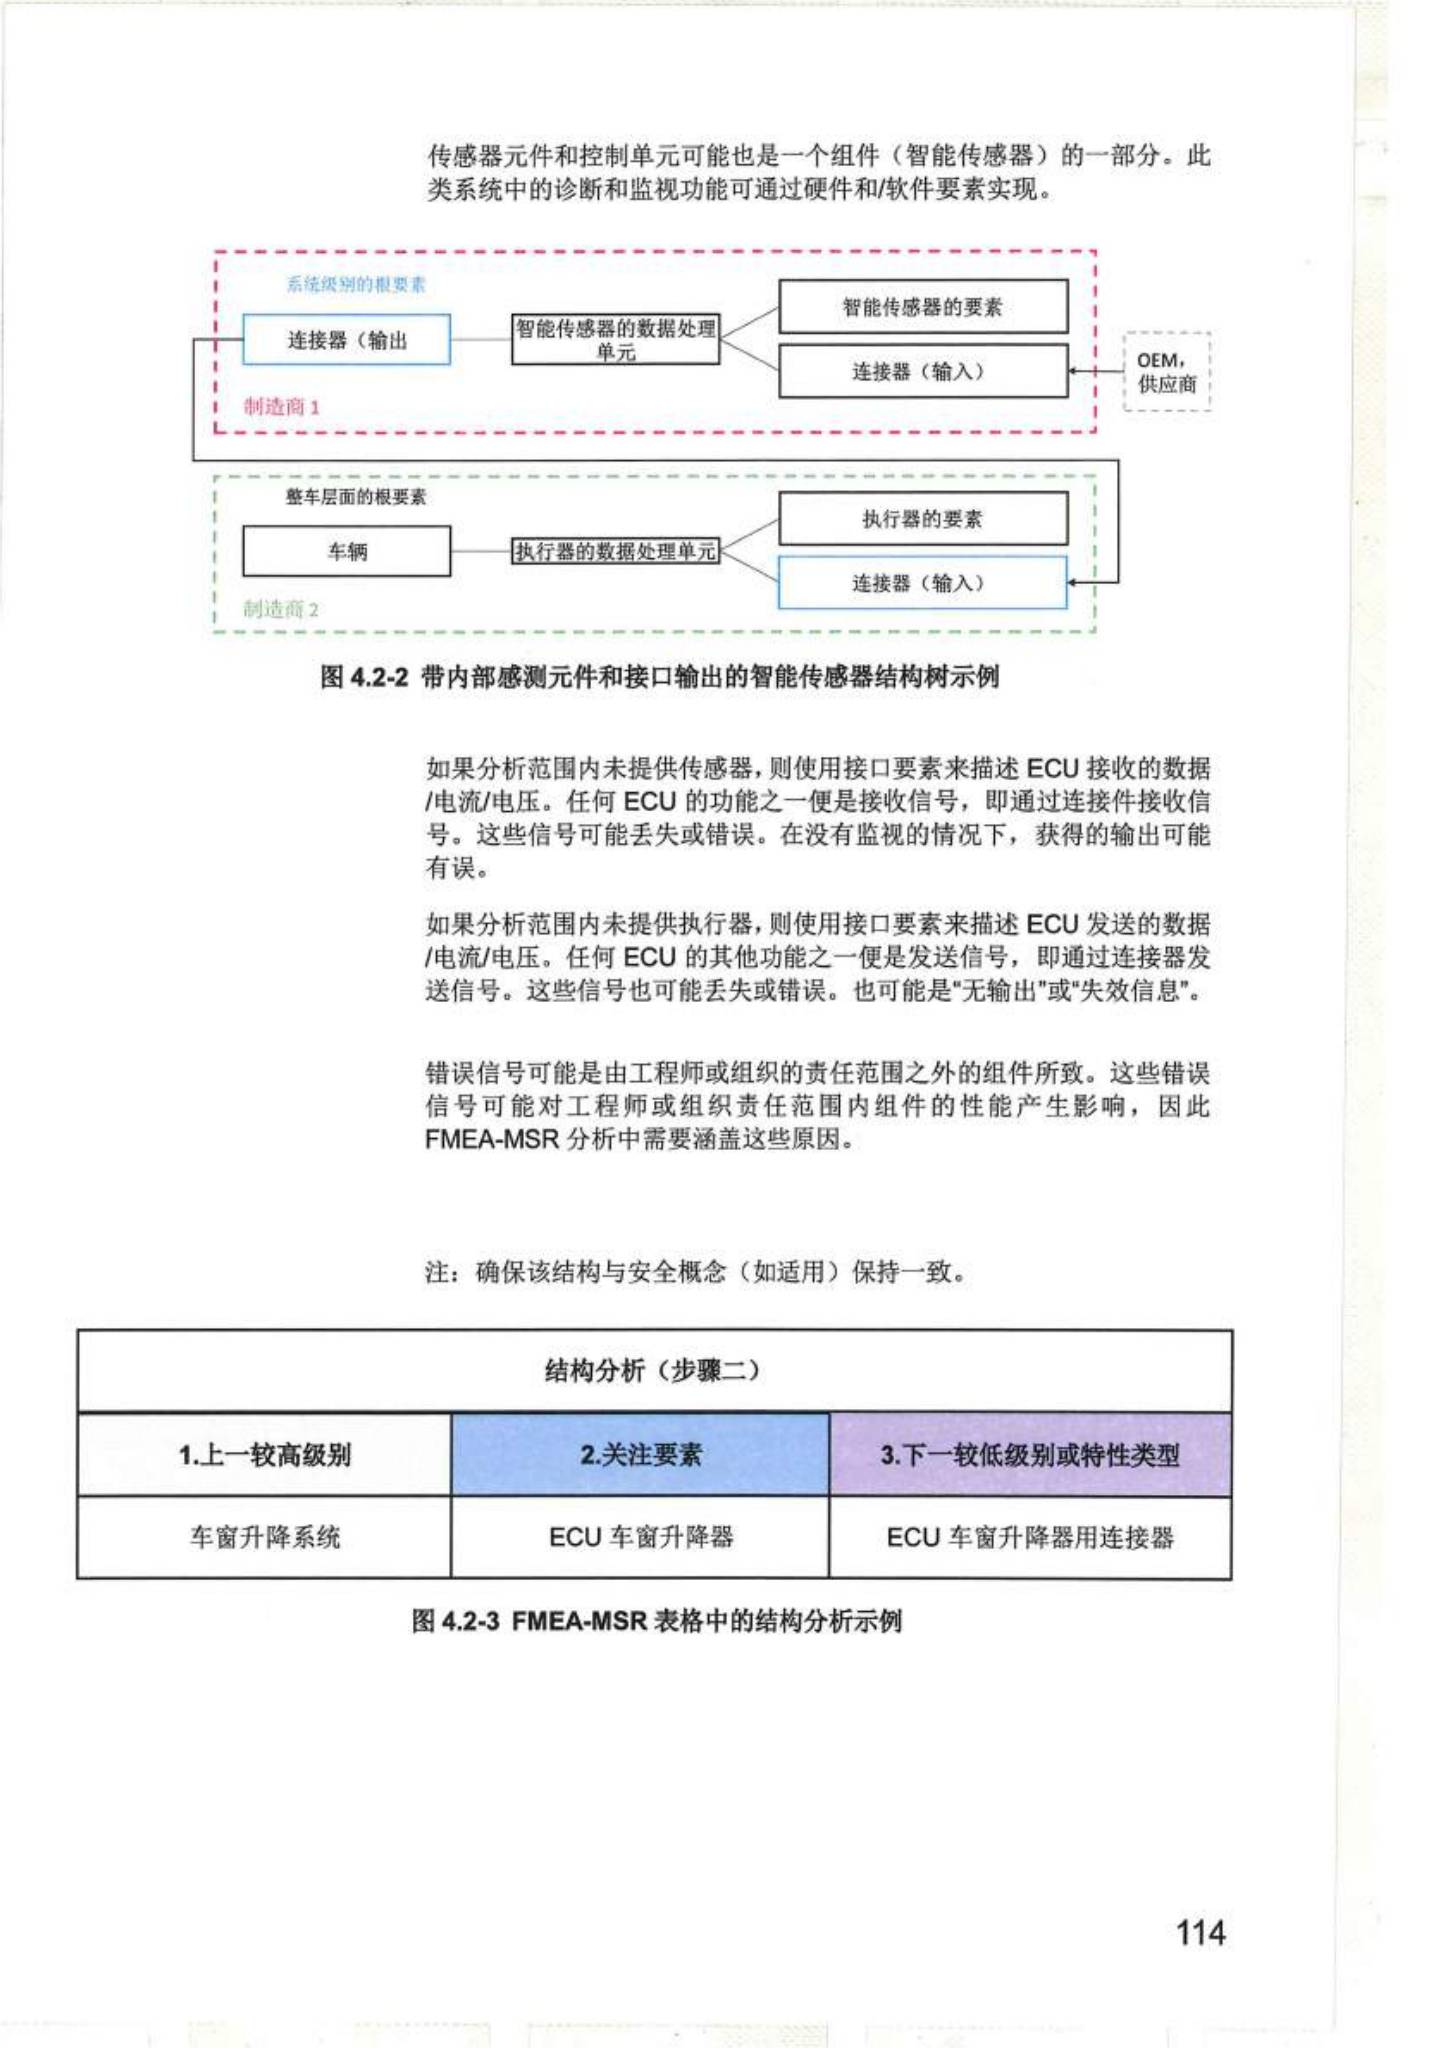 传感器元件和控制单元可能也是一个组件（智能传感器）的一部分。此
类系统中的诊断和监视功能可通过硬件和/软件要素实现。
系统级别的根要素
连接器（输出
智能传感器的数据处理
单元
智能传感器的要素
连接器（输入）
OEM，
供应商
制造商 1
整车层面的根要素
车辆
执行器的数据处理单元
执行器的要素
连接器（输入）
制造商 2
图 4.2-2 带内部感测元件和接口输出的智能传感器结构树示例
如果分析范围内未提供传感器，则使用接口要素来描述 ECU 接收的数据
/电流/电压。任何 ECU 的功能之一便是接收信号，即通过连接件接收信
号。这些信号可能丢失或错误。在没有监视的情况下，获得的输出可能
有误。
如果分析范围内未提供执行器，则使用接口要素来描述 ECU 发送的数据
/电流/电压。任何 ECU 的其他功能之一便是发送信号，即通过连接器发
送信号。这些信号也可能丢失或错误。也可能是“无输出”或“失效信息”。
错误信号可能是由工程师或组织的责任范围之外的组件所致。这些错误
信号可能对工程师或组织责任范围内组件的性能产生影响，因此
FMEA-MSR 分析中需要涵盖这些原因。
注：确保该结构与安全概念（如适用）保持一致。
结构分析（步骤二）
1.上一较高级别
2.关注要素
3.下一较低级别或特性类型
车窗升降系统
ECU 车窗升降器
ECU 车窗升降器用连接器
图 4.2-3 FMEA-MSR 表格中的结构分析示例
114